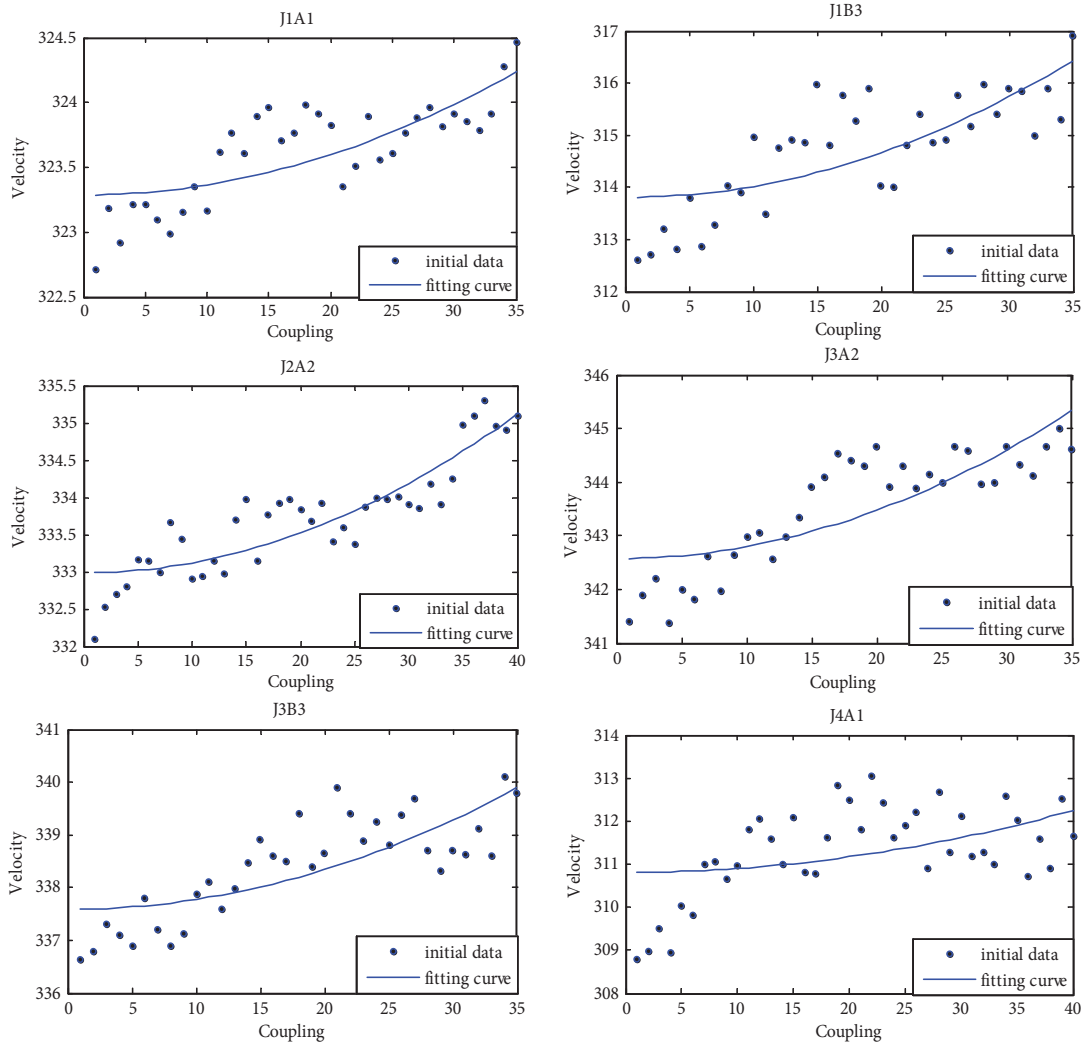 J1A1
324.5
324
323.5
323
322.5
Velocity
0 5 10 15 20 25 30 35
Coupling
initial data
fitting curve
J1B3
317
316
315
314
313
312
Velocity
0 5 10 15 20 25 30 35
Coupling
initial data
fitting curve
J2A2
335.5
335
334.5
334
333.5
333
332.5
332
Velocity
0 5 10 15 20 25 30 35 40
Coupling
initial data
fitting curve
J3A2
346
345
344
343
342
341
Velocity
0 5 10 15 20 25 30 35
Coupling
initial data
fitting curve
J3B3
341
340
339
338
337
336
Velocity
0 5 10 15 20 25 30 35
Coupling
initial data
fitting curve
J4A1
314
313
312
311
310
309
308
Velocity
0 5 10 15 20 25 30 35 40
Coupling
initial data
fitting curve